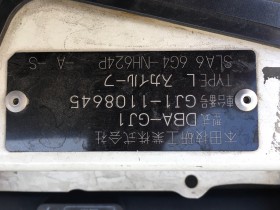 本田技研工業株式会社
型式 DBA-GJ1
車台番号 GJ1-1108645
TYPE L スカイルーフ
SLA6 6G4-NH624P
-A -S